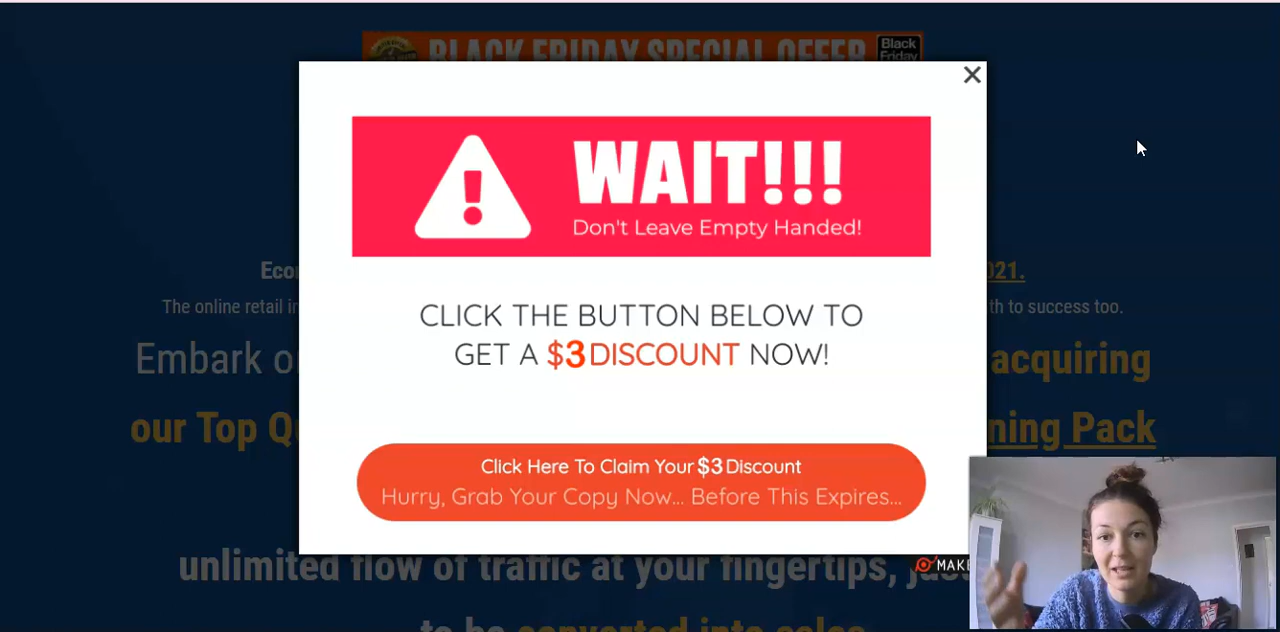 BLACK FRIDAY SPECIAL OFFER
Black
Friday
WAIT!!!
Don't Leave Empty Handed!
CLICK THE BUTTON BELOW TO
GET A $3 DISCOUNT NOW!
Click Here To Claim Your $3 Discount
Hurry, Grab Your Copy Now... Before This Expires...
The online retail
th to success too.
Embark
acquiring
our Top
Pack
unlimited flow of traffic at your fingertips,
to be converted into sales